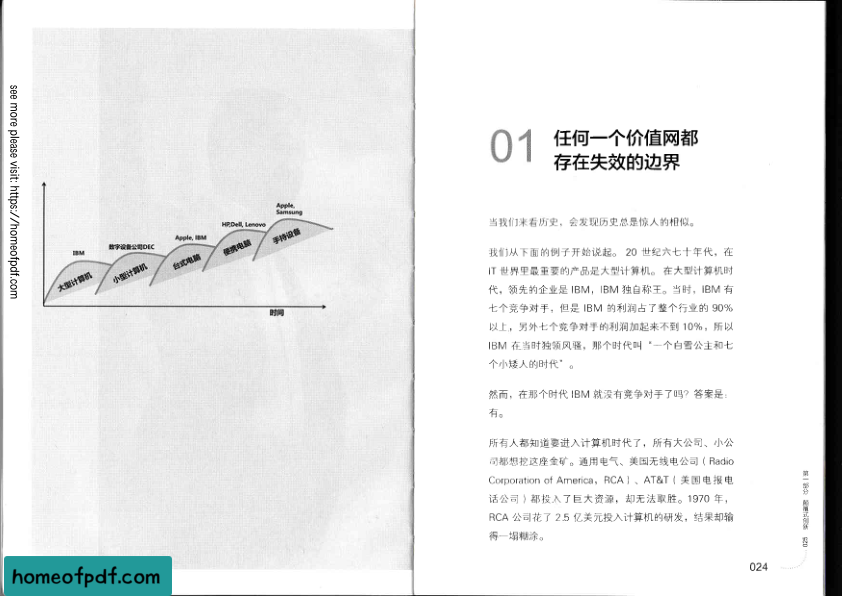 see more please visit: https://homeofpdf.com
Apple,
Samsung
HP,Dell, Lenovo
Apple, IBM
数字设备公司DEC
IBM
大型计算机
小型计算机
台式电脑
便携电脑
手持设备
时间
homeofpdf.com
01
任何一个价值网都
存在失效的边界
当我们来看历史，会发现历史总是惊人的相似。
我们从下面的例子开始说起。 20 世纪六七十年代，在
IT 世界里最重要的产品是大型计算机。 在大型计算机时
代，领先的企业是 IBM，IBM 独自称王。当时，IBM 有
七个竞争对手，但是 IBM 的利润占了整个行业的 90%
以上，另外七个竞争对手的利润加起来不到 10%，所以
IBM 在当时独领风骚，那个时代叫“一个白雪公主和七
个小矮人的时代”。
然而，在那个时代 IBM 就没有竞争对手了吗？答案是：
有。
所有人都知道要进入计算机时代了，所有大公司、小公
司都想挖这座金矿。通用电气、美国无线电公司（Radio
Corporation of America，RCA）、AT&T（美国电报电
话公司）都投入了巨大资源，却无法取胜。1970 年，
RCA 公司花了 2.5 亿美元投入计算机的研发，结果却输
得一塌糊涂。
第一部分 颠覆式创新
024